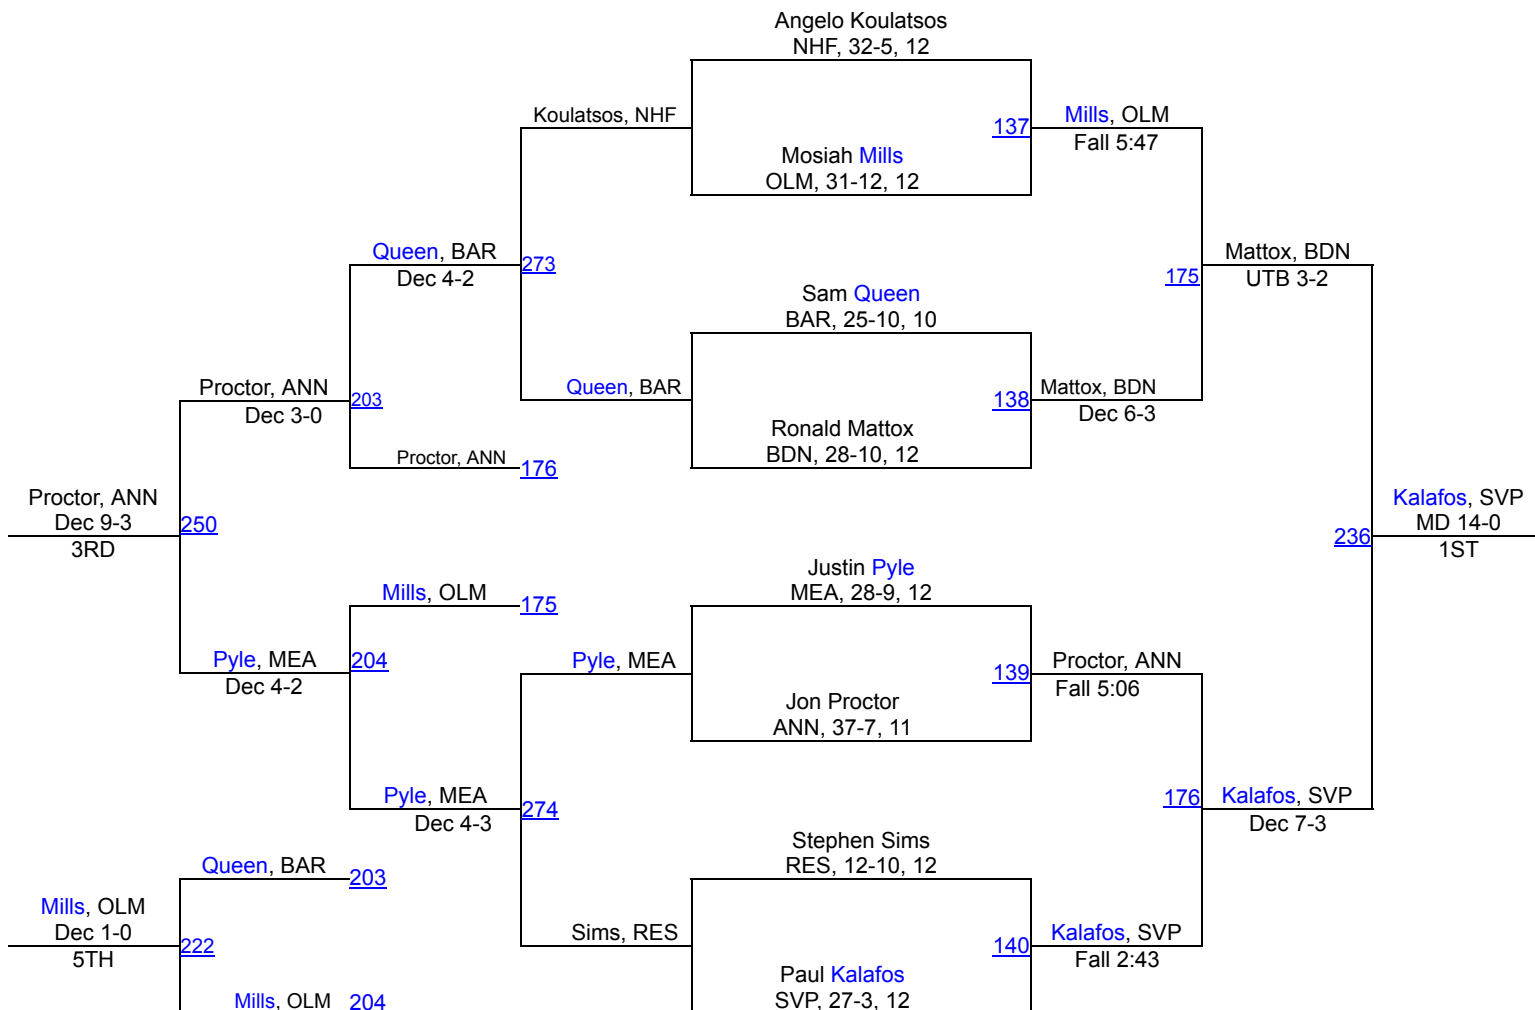 Angelo Koulatsos
NHF, 32-5, 12
Koulatsos, NHF
137
Mills, OLM
Fall 5:47
Mosiah Mills
OLM, 31-12, 12
Queen, BAR
Dec 4-2
273
175
Mattox, BDN
UTB 3-2
Sam Queen
BAR, 25-10, 10
Proctor, ANN
Dec 3-0
203
Queen, BAR
138
Mattox, BDN
Dec 6-3
Ronald Mattox
BDN, 28-10, 12
Proctor, ANN
176
Proctor, ANN
Dec 9-3
3RD
250
236
Kalafos, SVP
MD 14-0
1ST
Justin Pyle
MEA, 28-9, 12
Mills, OLM
175
Pyle, MEA
Dec 4-2
204
Pyle, MEA
139
Proctor, ANN
Fall 5:06
Jon Proctor
ANN, 37-7, 11
Pyle, MEA
Dec 4-3
274
176
Kalafos, SVP
Dec 7-3
Stephen Sims
RES, 12-10, 12
Queen, BAR
203
Mills, OLM
Dec 1-0
5TH
222
Sims, RES
140
Kalafos, SVP
Fall 2:43
Paul Kalafos
SVP, 27-3, 12
Mills, OLM
204